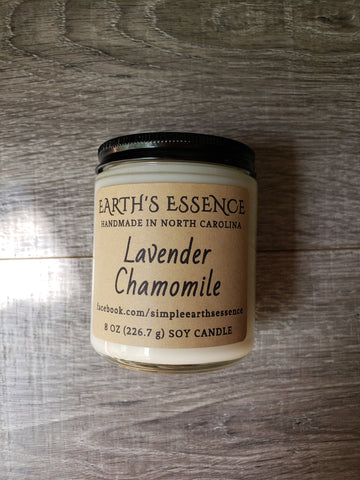 EARTH'S ESSENCE
HANDMADE IN NORTH CAROLINA
Lavender
Chamomile
facebook.com/simpleearthsessence
8 OZ (226.7 g) SOY CANDLE